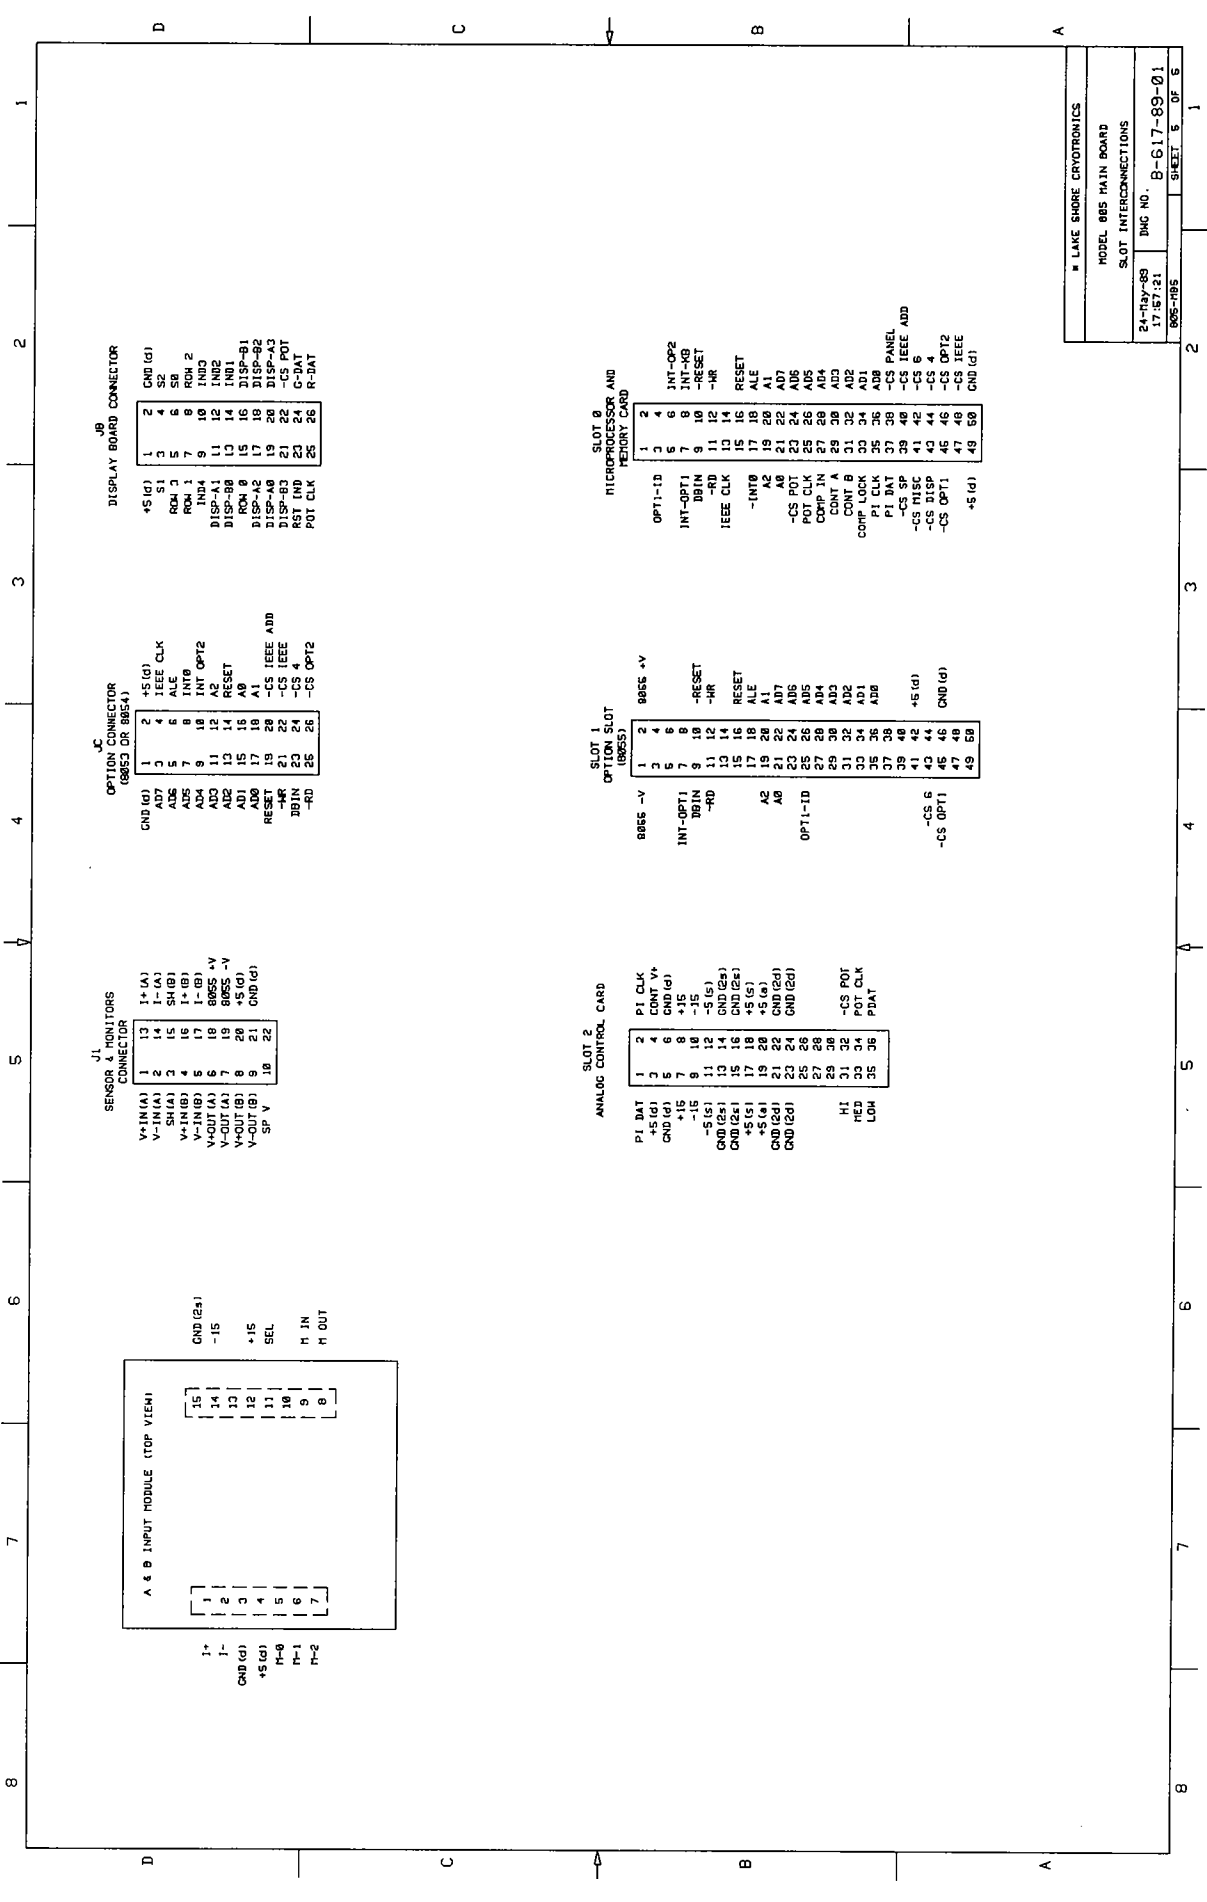 8 7 6 5 4 3 2 1
D
C
B
A
A & B INPUT MODULE (TOP VIEW)
I+ 1 15 GND(2s)
I- 2 14 -15
GND(d) 3 13
+5(d) 4 12 +15
M-0 5 11 SEL
M-1 6 10
9 M IN
M-2 7 8 M OUT
J1
SENSOR & MONITORS
CONNECTOR
V+IN(A) 1 13 I+(A)
V-IN(A) 2 14 I-(A)
SH(A) 3 15 SH(B)
V+IN(B) 4 16 I+(B)
V-IN(B) 5 17 I-(B)
V+OUT(A) 6 18 8055 +V
V-OUT(A) 7 19 8055 -V
V+OUT(B) 8 20 +5(d)
V-OUT(B) 9 21 GND(d)
SP V 10 22
JC
OPTION CONNECTOR
(8053 OR 8054)
GND(d) 1 2 +5(d)
AD7 3 4 IEEE CLK
AD6 5 6 ALE
AD5 7 8 INT0
AD4 9 10 INT OPT2
AD3 11 12 A2
AD2 13 14 RESET
AD1 15 16 A0
AD0 17 18 A1
RESET 19 20 -CS IEEE ADD
-WR 21 22 -CS IEEE
DBIN 23 24 -CS 4
-RD 25 26 -CS OPT2
JB
DISPLAY BOARD CONNECTOR
+5(d) 1 2 GND(d)
S1 3 4 S2
ROW 3 5 6 S0
ROW 1 7 8 ROW 2
IND4 9 10 IND3
DISP-A1 11 12 IND2
DISP-B0 13 14 IND1
ROW 0 15 16 DISP-B1
DISP-A2 17 18 DISP-B2
DISP-A0 19 20 DISP-A3
DISP-B3 21 22 -CS POT
RST IND 23 24 G-DAT
POT CLK 25 26 R-DAT
SLOT 2
ANALOG CONTROL CARD
PI DAT 1 2 PI CLK
+5(d) 3 4 CONT V+
GND(d) 5 6 GND(d)
+15 7 8 +15
-15 9 10 -15
-5(s) 11 12 -5(s)
GND(2s) 13 14 GND(2s)
GND(2s) 15 16 GND(2s)
+5(s) 17 18 +5(s)
+5(a) 19 20 +5(a)
GND(2d) 21 22 GND(2d)
GND(2d) 23 24 GND(2d)
25 26
27 28
29 30
HI 31 32 -CS POT
MED 33 34 POT CLK
LOW 35 36 PDAT
SLOT 1
OPTION SLOT
(8055)
8055 -V 1 2 8055 +V
3 4
5 6
INT-OPT1 7 8
DBIN 9 10 -RESET
-RD 11 12 -WR
13 14
15 16 RESET
17 18 ALE
A2 19 20 A1
A0 21 22 AD7
23 24 AD6
OPT1-ID 25 26 AD5
27 28 AD4
29 30 AD3
31 32 AD2
33 34 AD1
35 36 AD0
37 38
39 40
41 42 +5(d)
-CS 6 43 44
-CS OPT1 45 46 GND(d)
47 48
49 50
SLOT 0
MICROPROCESSOR AND
MEMORY CARD
1 2
OPT1-ID 3 4
5 6 INT-OP2
INT-OPT1 7 8 INT-KB
DBIN 9 10 -RESET
-RD 11 12 -WR
IEEE CLK 13 14
15 16 RESET
-INT0 17 18 ALE
A2 19 20 A1
A0 21 22 AD7
-CS POT 23 24 AD6
POT CLK 25 26 AD5
COMP IN 27 28 AD4
CONT A 29 30 AD3
CONT B 31 32 AD2
COMP LOCK 33 34 AD1
PI CLK 35 36 AD0
PI DAT 37 38 -CS PANEL
-CS SP 39 40 -CS IEEE ADD
-CS MISC 41 42 -CS 6
-CS DISP 43 44 -CS 4
-CS OPT1 45 46 -CS OPT2
47 48 -CS IEEE
+5(d) 49 50 GND(d)
* LAKE SHORE CRYOTRONICS
MODEL 805 MAIN BOARD
SLOT INTERCONNECTIONS
24-May-89
17:57:21
DWG NO. B-617-89-01
805-MB5 SHEET 5 OF 6
D
C
B
A
8 7 6 5 4 3 2 1